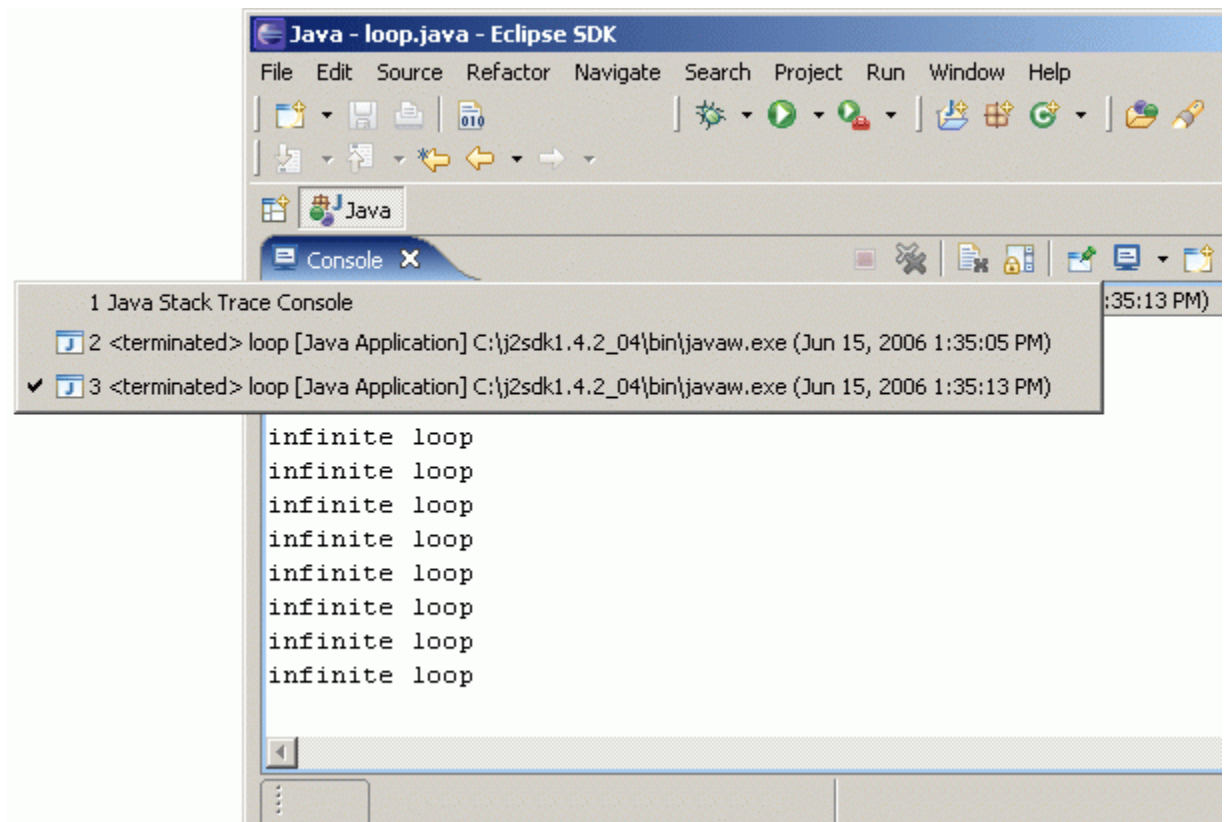 Java - loop.java - Eclipse SDK
File Edit Source Refactor Navigate Search Project Run Window Help
010
Java
Console
:35:13 PM)
1 Java Stack Trace Console
2 <terminated> loop [Java Application] C:\j2sdk1.4.2_04\bin\javaw.exe (Jun 15, 2006 1:35:05 PM)
3 <terminated> loop [Java Application] C:\j2sdk1.4.2_04\bin\javaw.exe (Jun 15, 2006 1:35:13 PM)
infinite loop
infinite loop
infinite loop
infinite loop
infinite loop
infinite loop
infinite loop
infinite loop